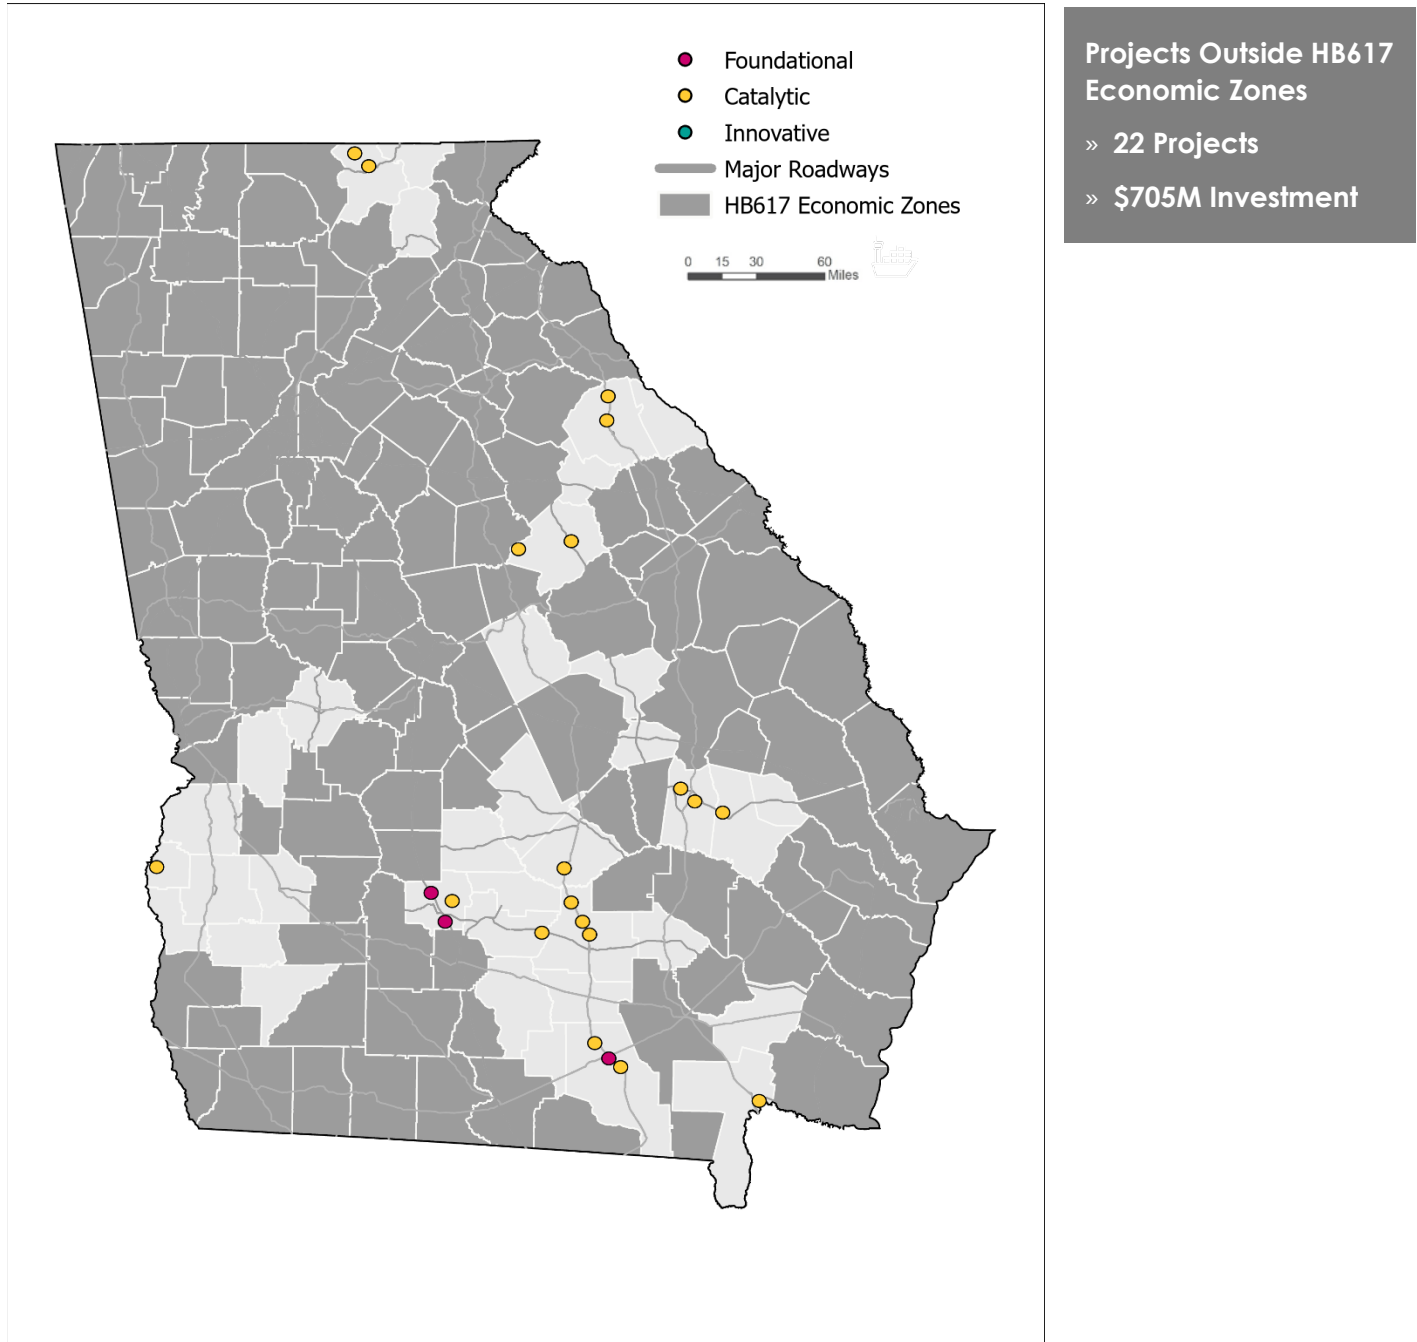 Foundational
Catalytic
Innovative
Major Roadways
HB617 Economic Zones
0 15 30 60
Miles
Projects Outside HB617
Economic Zones
» 22 Projects
» $705M Investment